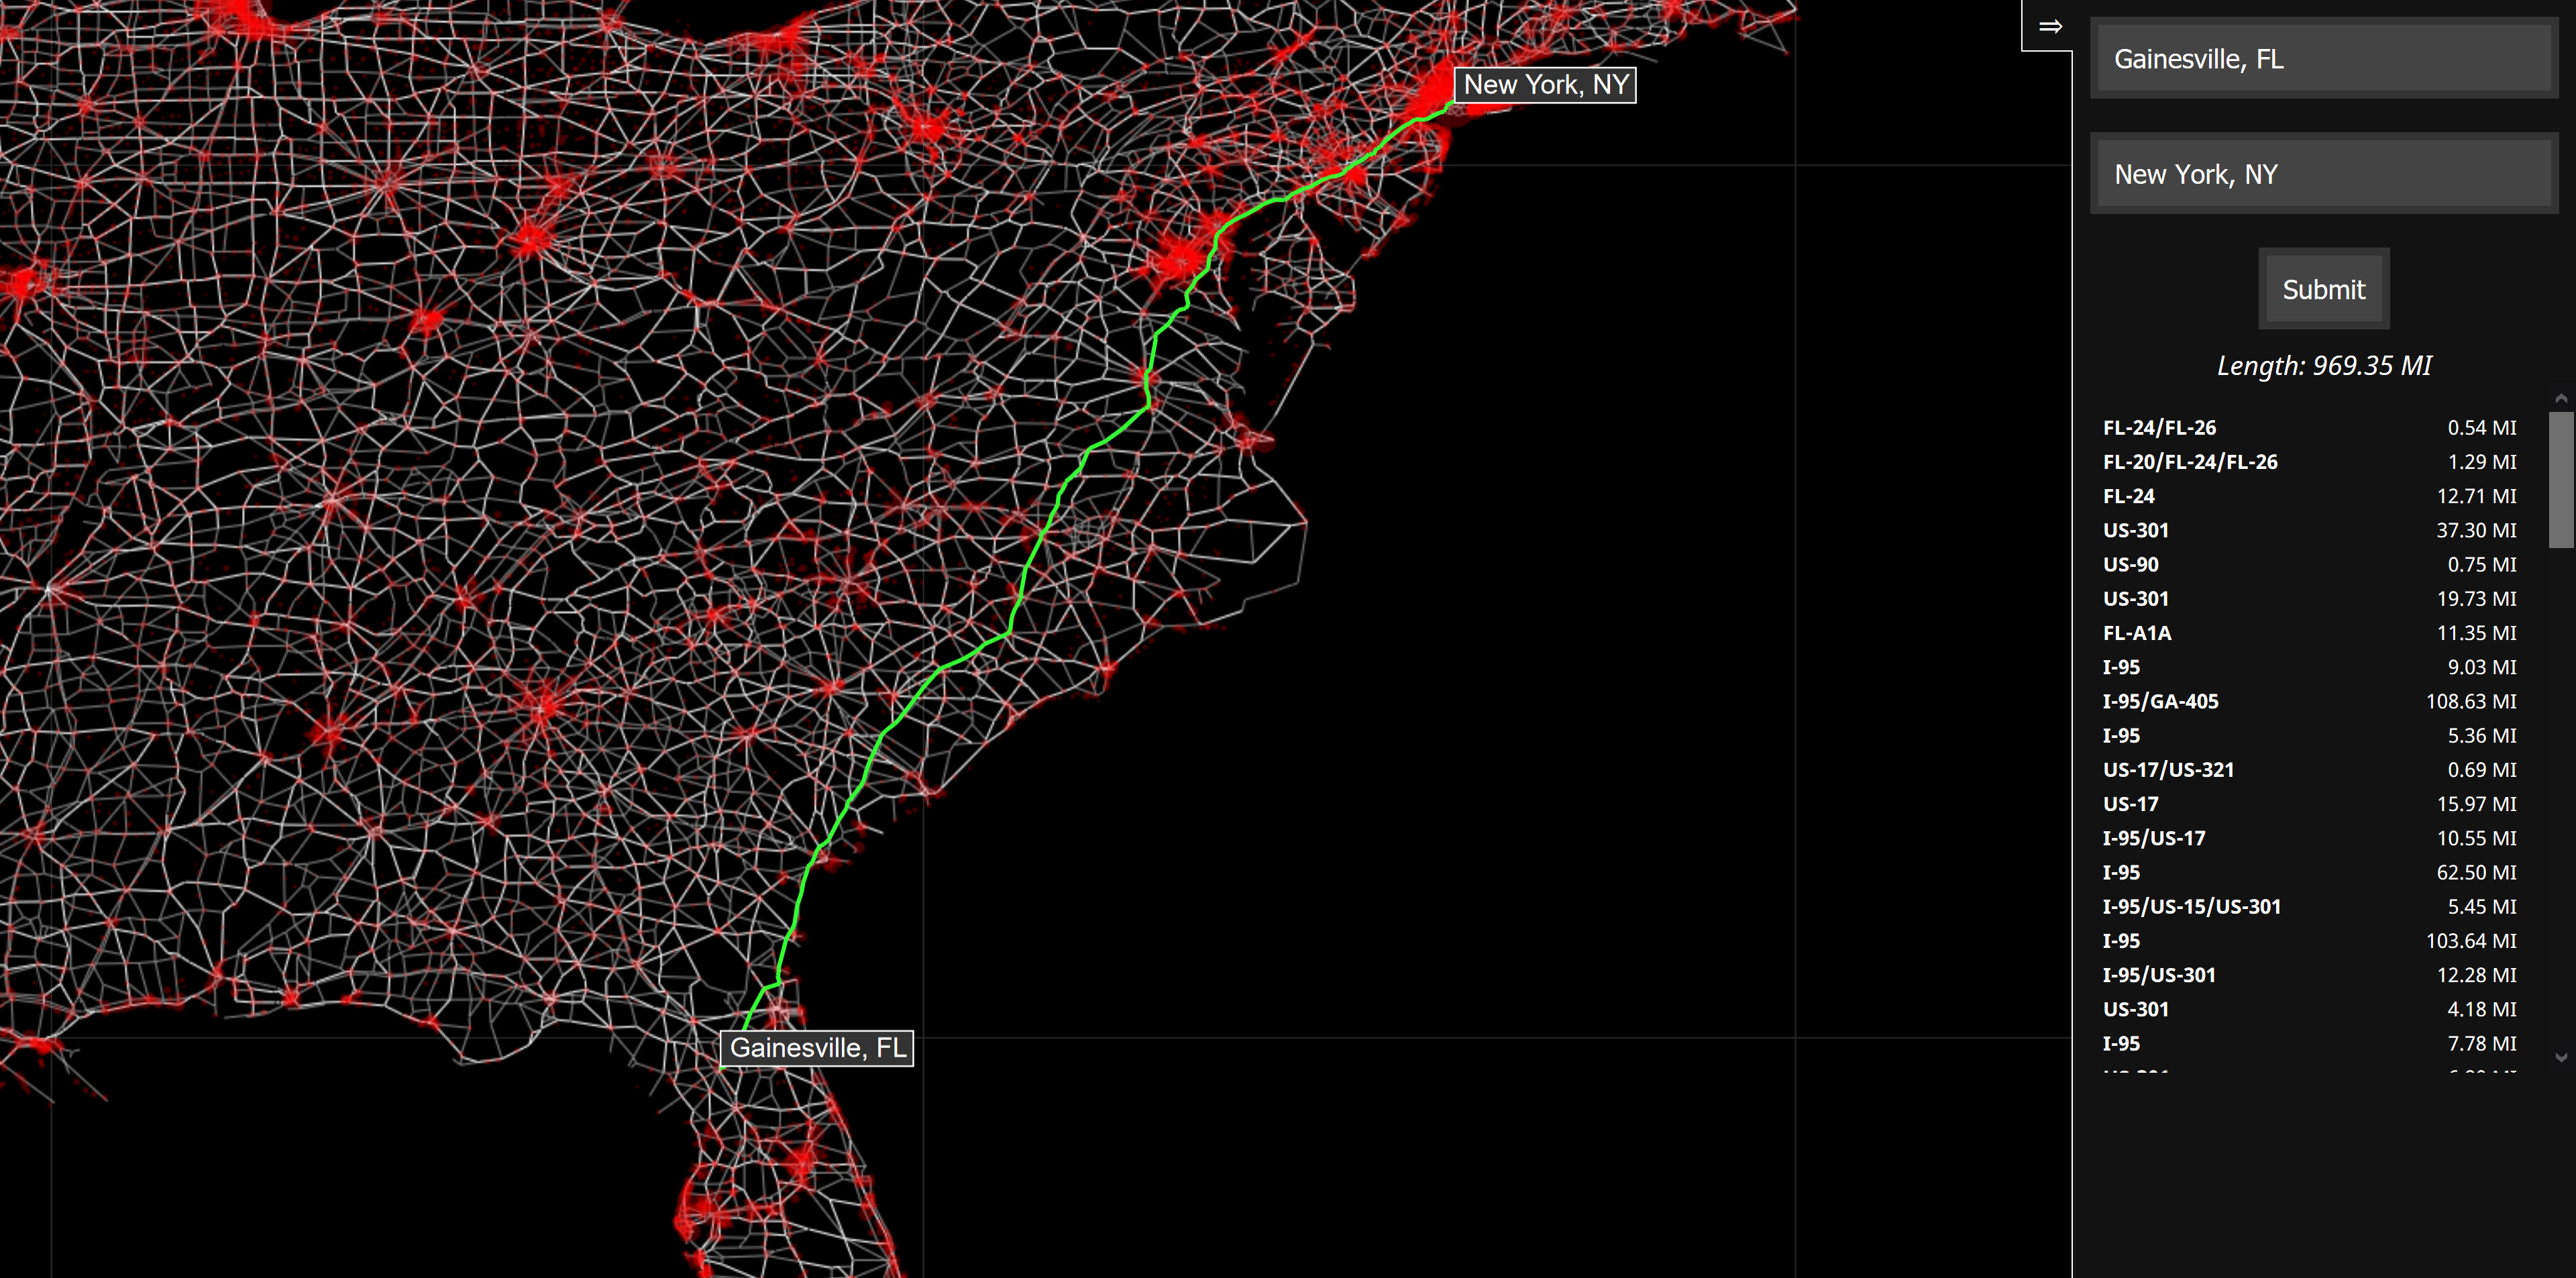 New York, NY
Gainesville, FL
⇒
Gainesville, FL
New York, NY
Submit
Length: 969.35 MI
FL-24/FL-26 0.54 MI
FL-20/FL-24/FL-26 1.29 MI
FL-24 12.71 MI
US-301 37.30 MI
US-90 0.75 MI
US-301 19.73 MI
FL-A1A 11.35 MI
I-95 9.03 MI
I-95/GA-405 108.63 MI
I-95 5.36 MI
US-17/US-321 0.69 MI
US-17 15.97 MI
I-95/US-17 10.55 MI
I-95 62.50 MI
I-95/US-15/US-301 5.45 MI
I-95 103.64 MI
I-95/US-301 12.28 MI
US-301 4.18 MI
I-95 7.78 MI